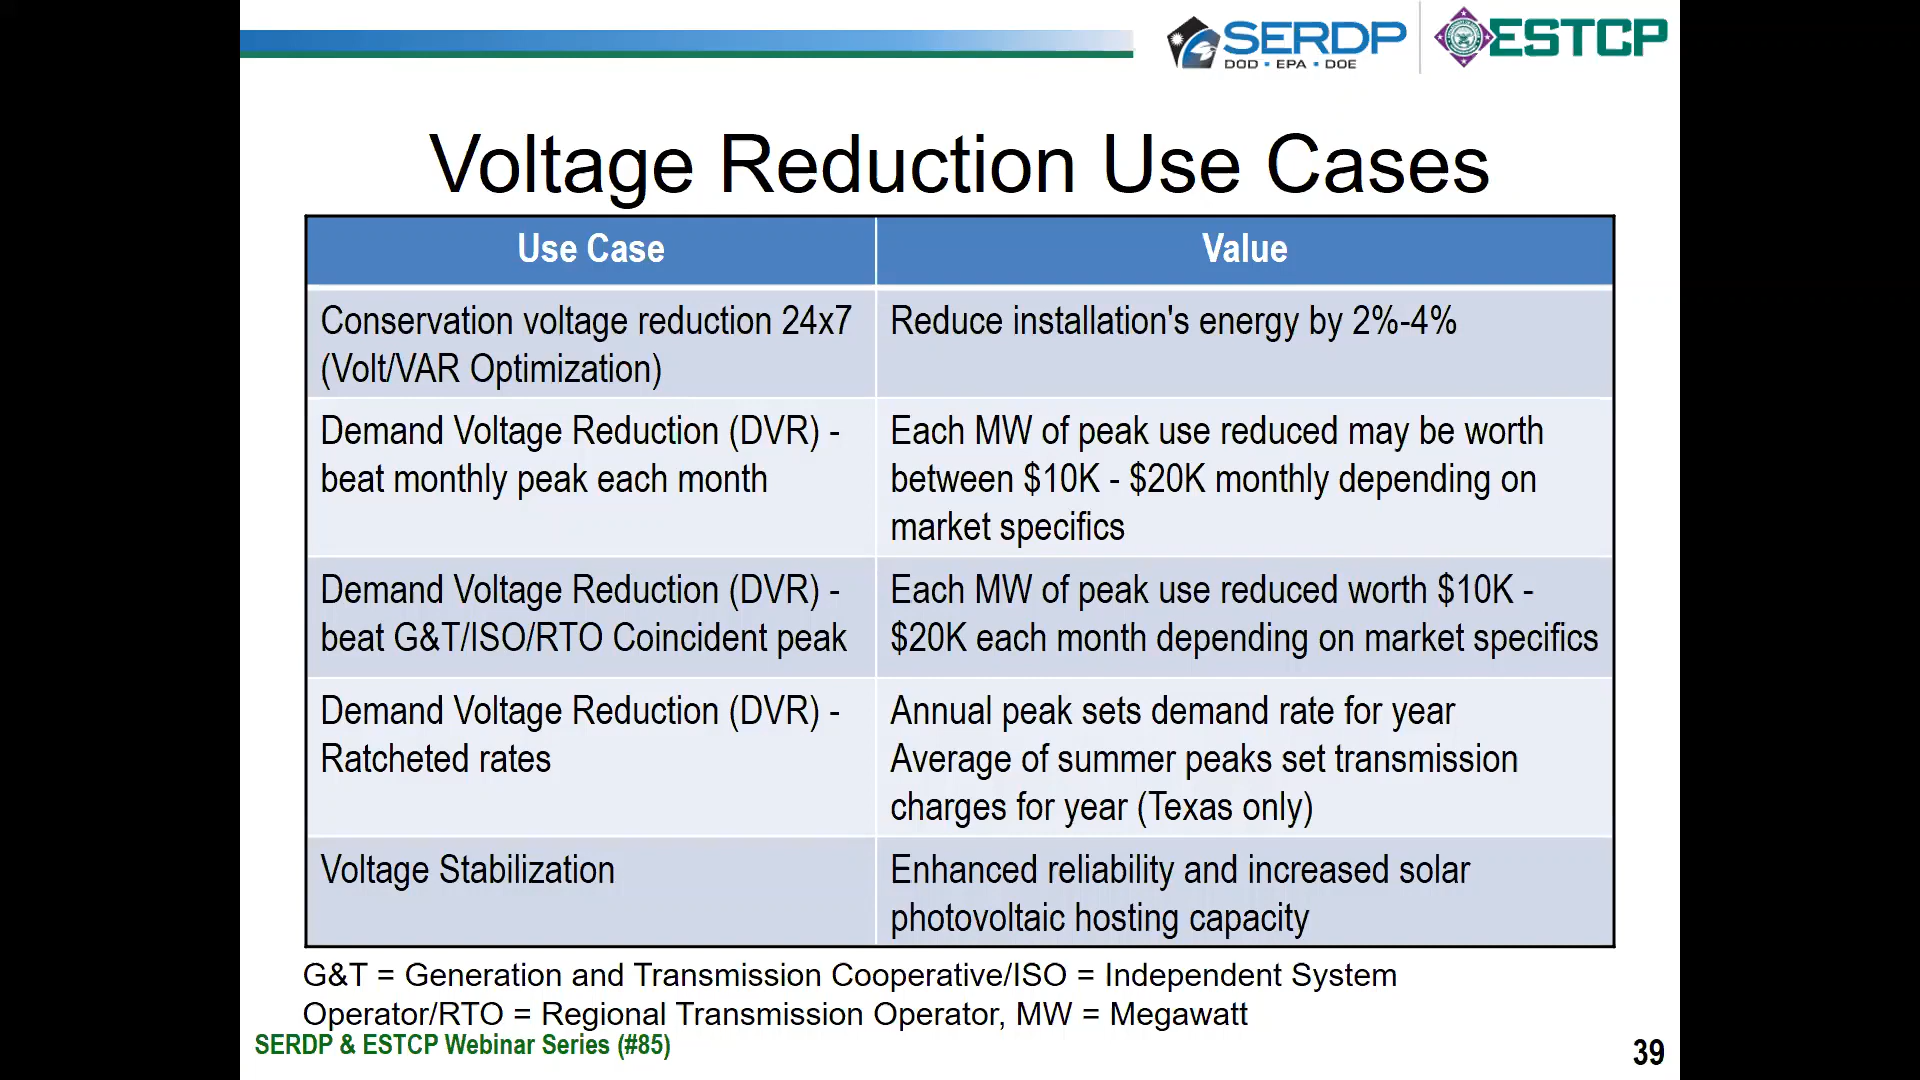 SERDP
DOD • EPA • DOE
ESTCP
Voltage Reduction Use Cases
Use Case
Value
Conservation voltage reduction 24x7
(Volt/VAR Optimization)
Reduce installation's energy by 2%-4%
Demand Voltage Reduction (DVR) -
beat monthly peak each month
Each MW of peak use reduced may be worth
between $10K - $20K monthly depending on
market specifics
Demand Voltage Reduction (DVR) -
beat G&T/ISO/RTO Coincident peak
Each MW of peak use reduced worth $10K -
$20K each month depending on market specifics
Demand Voltage Reduction (DVR) -
Ratcheted rates
Annual peak sets demand rate for year
Average of summer peaks set transmission
charges for year (Texas only)
Voltage Stabilization
Enhanced reliability and increased solar
photovoltaic hosting capacity
G&T = Generation and Transmission Cooperative/ISO = Independent System
Operator/RTO = Regional Transmission Operator, MW = Megawatt
SERDP & ESTCP Webinar Series (#85)
39